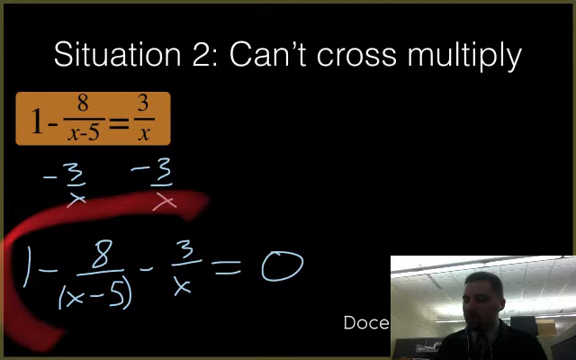 Situation 2: Can't cross multiply
1 - 8/(x-5) = 3/x
-3/x -3/x
1 - 8/(x-5) - 3/x = 0
Doce